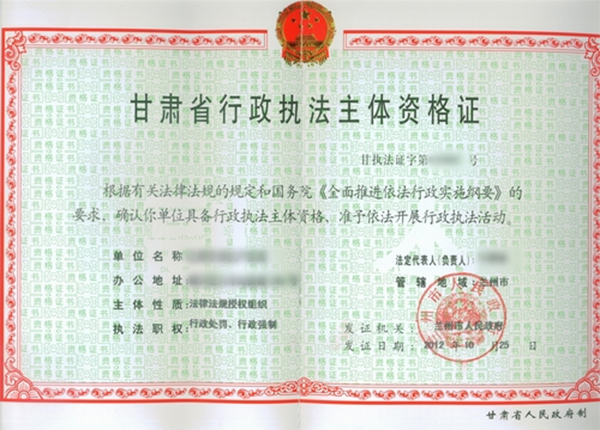 甘肃省行政执法主体资格证
甘执法证字第 号
根据有关法律法规的规定和国务院《全面推进依法行政实施纲要》的
要求，确认你单位具备行政执法主体资格、准予依法开展行政执法活动。
单位名称：
法定代表人（负责人）：
办公地址：
管辖地域：兰州市
主体性质：法律法规授权组织
执法职权：行政处罚、行政强制
发证机关：兰州市人民政府
发证日期：2012年10月25日
甘肃省人民政府制